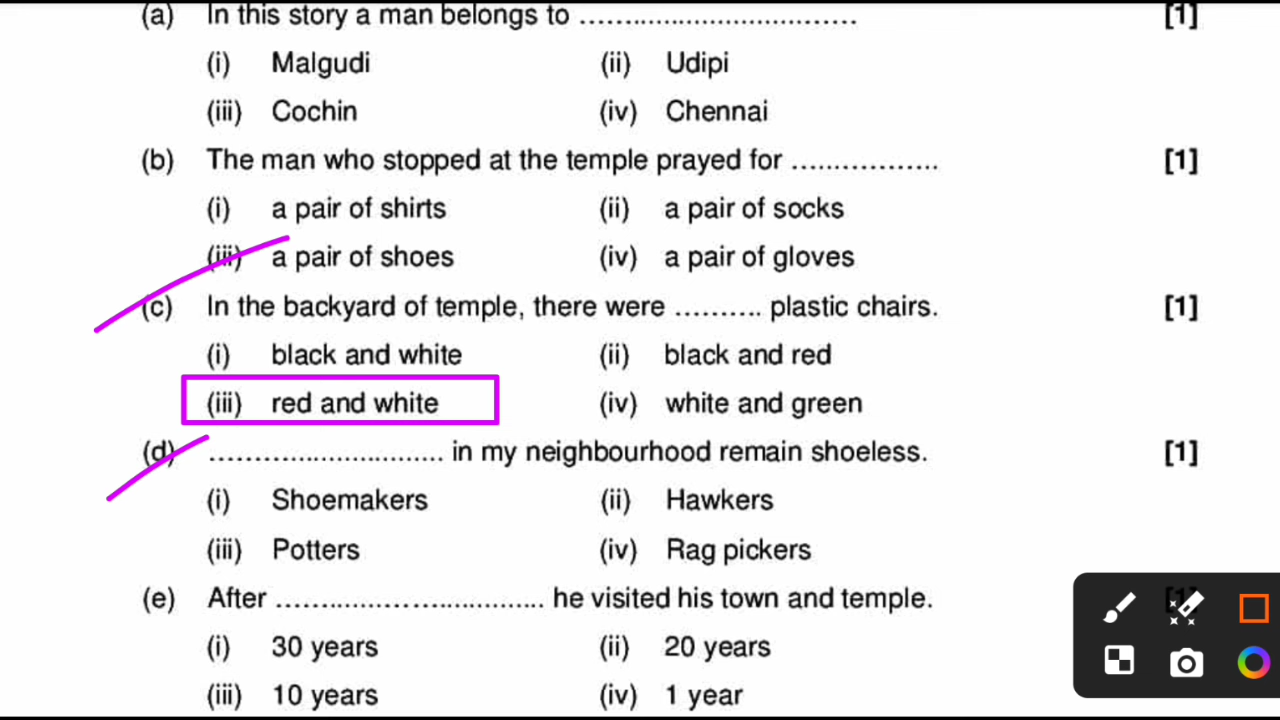 (a) In this story a man belongs to ................................ [1]
(i) Malgudi (ii) Udipi
(iii) Cochin (iv) Chennai
(b) The man who stopped at the temple prayed for ................. [1]
(i) a pair of shirts (ii) a pair of socks
(iii) a pair of shoes (iv) a pair of gloves
(c) In the backyard of temple, there were .......... plastic chairs. [1]
(i) black and white (ii) black and red
(iii) red and white (iv) white and green
(d) ........................... in my neighbourhood remain shoeless. [1]
(i) Shoemakers (ii) Hawkers
(iii) Potters (iv) Rag pickers
(e) After ............................... he visited his town and temple. [1]
(i) 30 years (ii) 20 years
(iii) 10 years (iv) 1 year